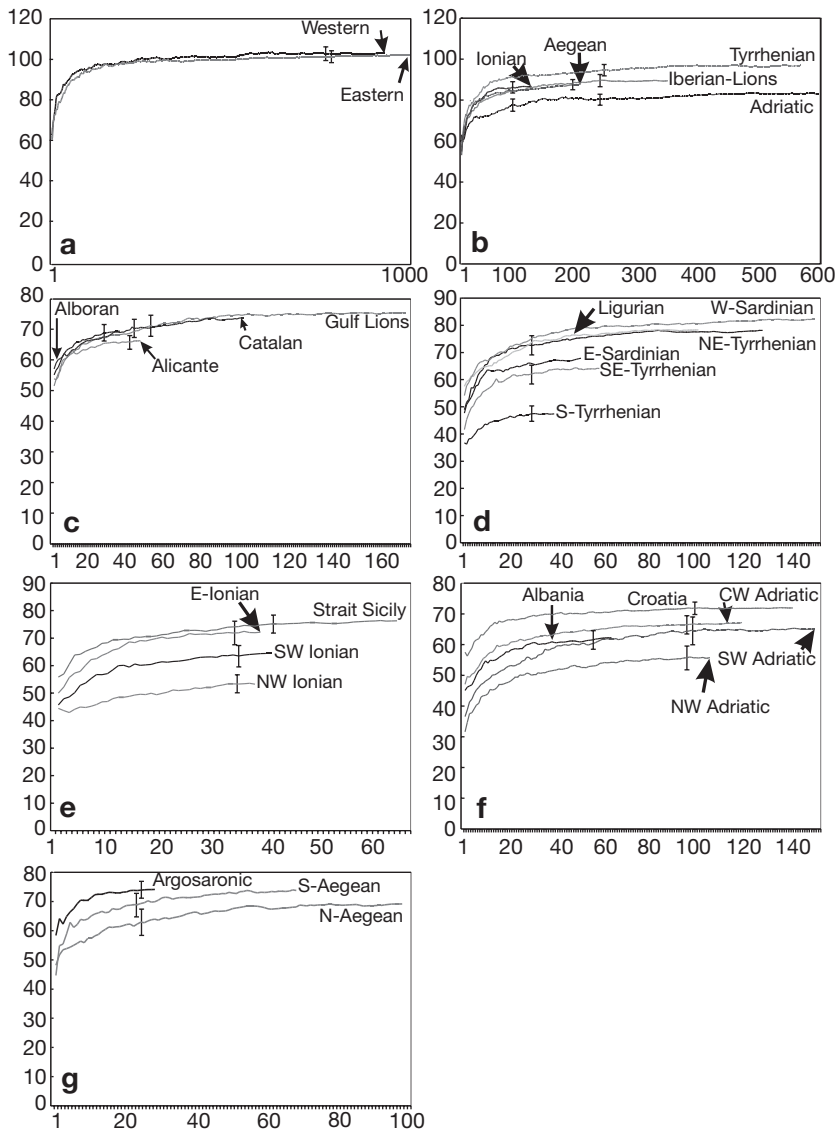 120
100
80
60
40
20
0
Western
Eastern
a
1
1000
120
100
80
60
40
20
0
Ionian
Aegean
Tyrrhenian
Iberian-Lions
Adriatic
b
1 100 200 300 400 500 600
80
70
60
50
40
30
20
10
0
Alboran
Gulf Lions
Catalan
Alicante
c
1 20 40 60 80 100 120 140 160
90
80
70
60
50
40
30
20
10
0
Ligurian
W-Sardinian
NE-Tyrrhenian
E-Sardinian
SE-Tyrrhenian
S-Tyrrhenian
d
1 20 40 60 80 100 120 140
90
80
70
60
50
40
30
20
10
0
E-Ionian
Strait Sicily
SW Ionian
NW Ionian
e
1 10 20 30 40 50 60
80
70
60
50
40
30
20
10
0
Albania
Croatia
CW Adriatic
SW Adriatic
NW Adriatic
f
1 20 40 60 80 100 120 140
80
70
60
50
40
30
20
10
0
Argosaronic
S-Aegean
N-Aegean
g
1 20 40 60 80 100